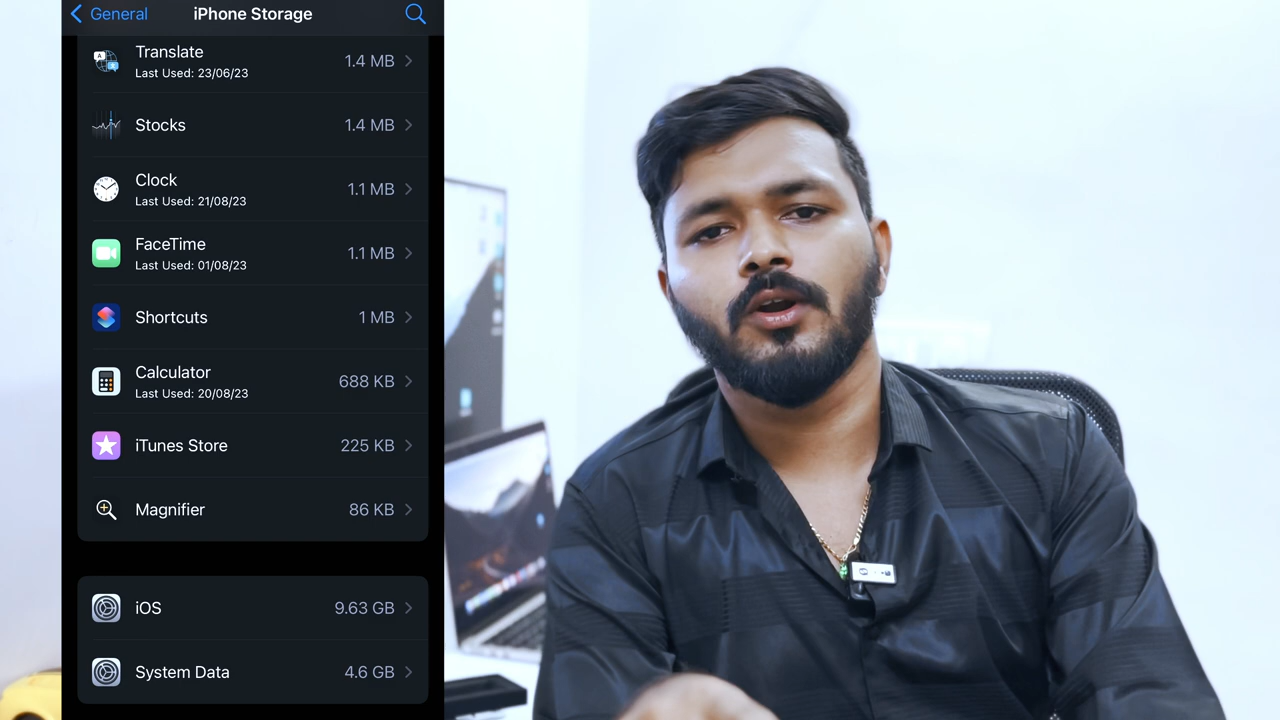 General
iPhone Storage
Translate
1.4 MB
Last Used: 23/06/23
Stocks
1.4 MB
Clock
1.1 MB
Last Used: 21/08/23
FaceTime
1.1 MB
Last Used: 01/08/23
Shortcuts
1 MB
Calculator
688 KB
Last Used: 20/08/23
iTunes Store
225 KB
Magnifier
86 KB
iOS
9.63 GB
System Data
4.6 GB